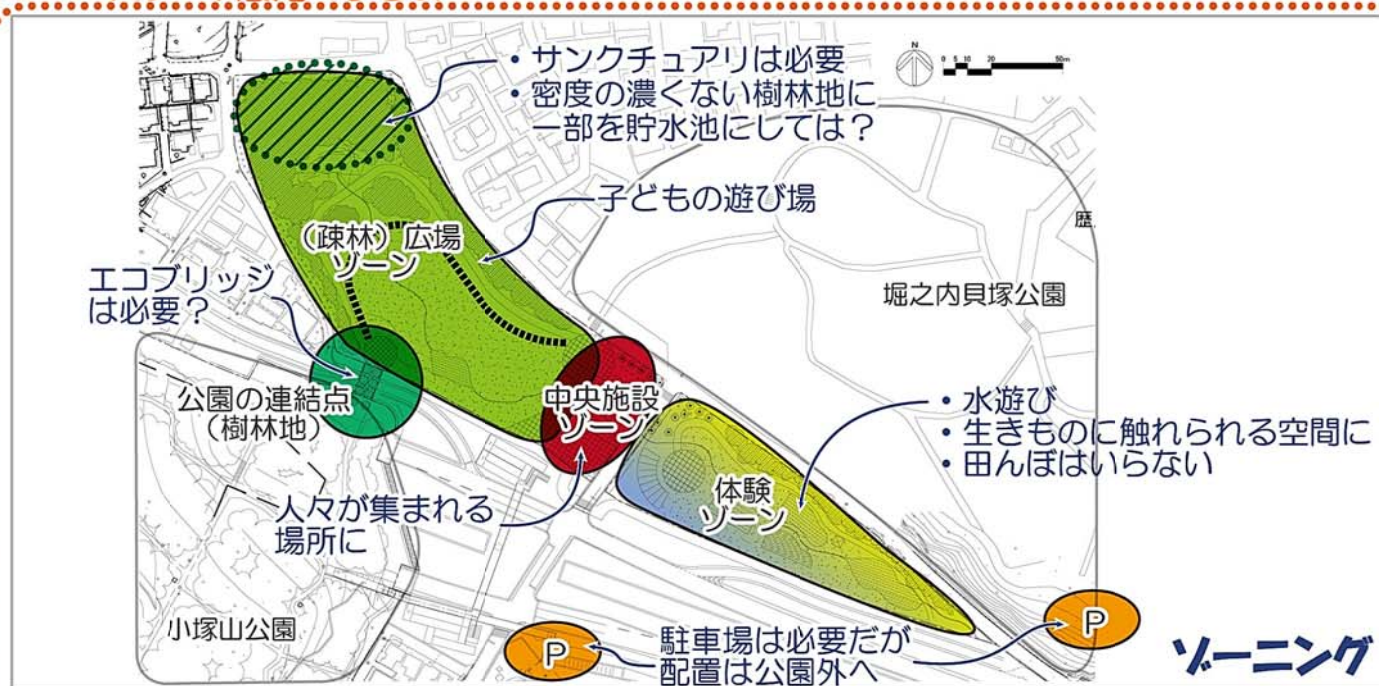 ・サンクチュアリは必要
・密度の濃くない樹林地に
一部を貯水池にしては？
N
0 5 10 20 50m
子どもの遊び場
歴
（疎林）広場
ゾーン
エコブリッジ
は必要？
堀之内貝塚公園
公園の連結点
（樹林地）
中央施設
ゾーン
・水遊び
・生きものに触れられる空間に
・田んぼはいらない
体験
ゾーン
人々が集まれる
場所に
小塚山公園
P
駐車場は必要だが
配置は公園外へ
P
ゾーニング